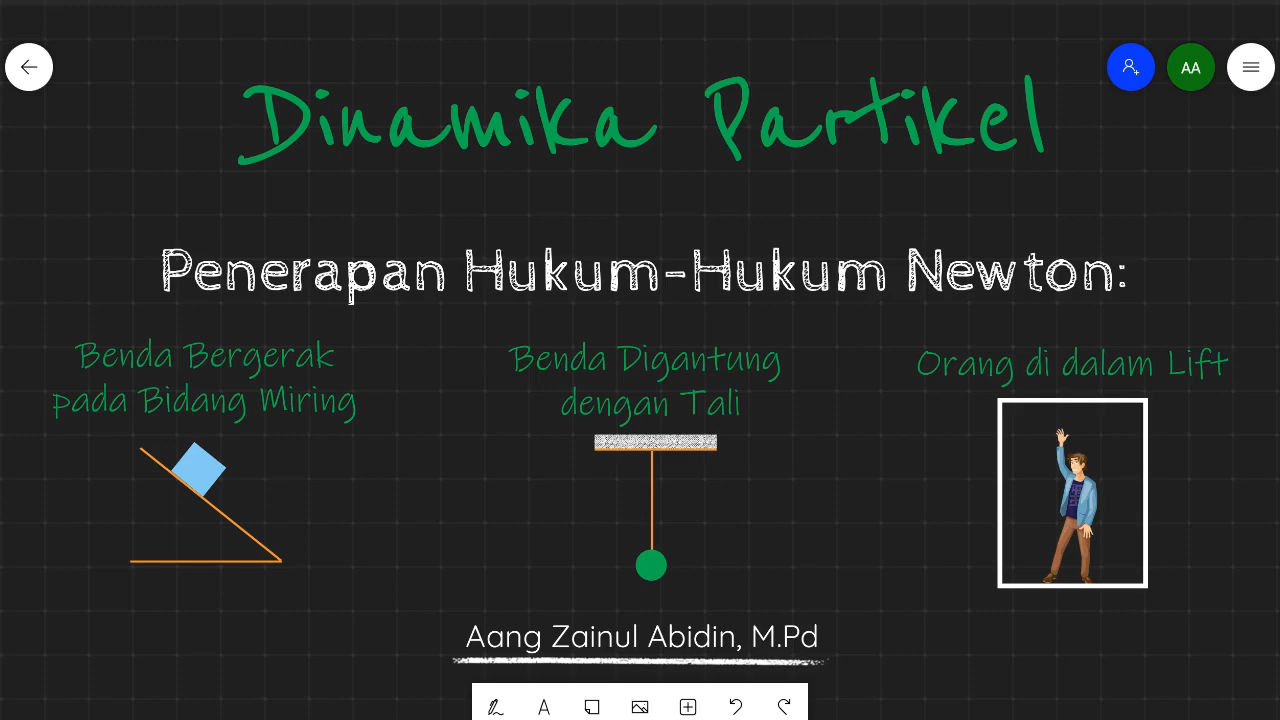 Dinamika Partikel
AA
Penerapan Hukum-Hukum Newton:
Benda Bergerak
pada Bidang Miring
Benda Digantung
dengan Tali
Orang di dalam Lift
Aang Zainul Abidin, M.Pd
A